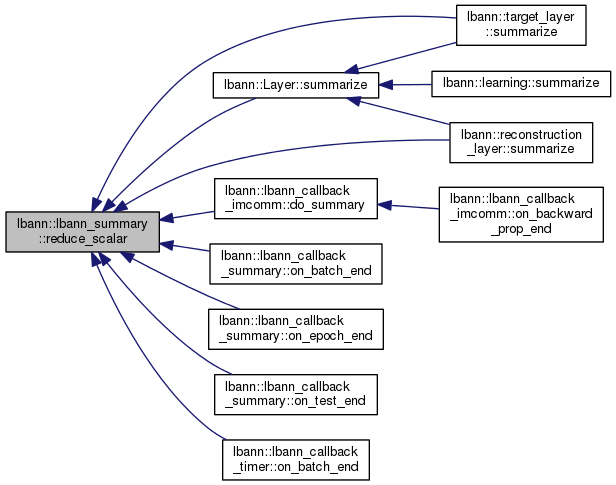 lbann::target_layer
::summarize
lbann::Layer::summarize
lbann::learning::summarize
lbann::reconstruction
_layer::summarize
lbann::lbann_callback
_imcomm::do_summary
lbann::lbann_callback
_imcomm::on_backward
_prop_end
lbann::lbann_summary
::reduce_scalar
lbann::lbann_callback
_summary::on_batch_end
lbann::lbann_callback
_summary::on_epoch_end
lbann::lbann_callback
_summary::on_test_end
lbann::lbann_callback
_timer::on_batch_end